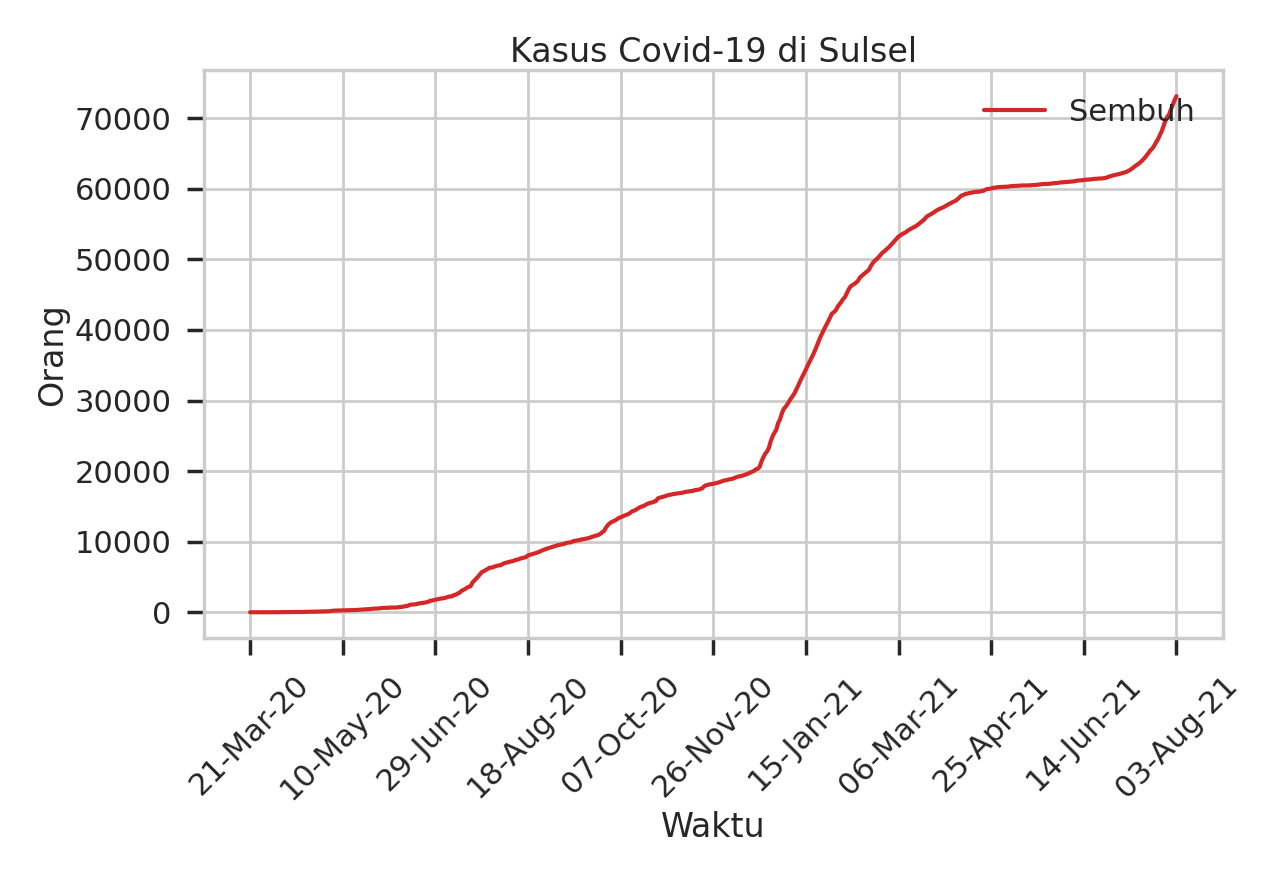 Kasus Covid-19 di Sulsel
Sembuh
Orang
70000
60000
50000
40000
30000
20000
10000
0
21-Mar-20
10-May-20
29-Jun-20
18-Aug-20
07-Oct-20
26-Nov-20
15-Jan-21
06-Mar-21
25-Apr-21
14-Jun-21
03-Aug-21
Waktu